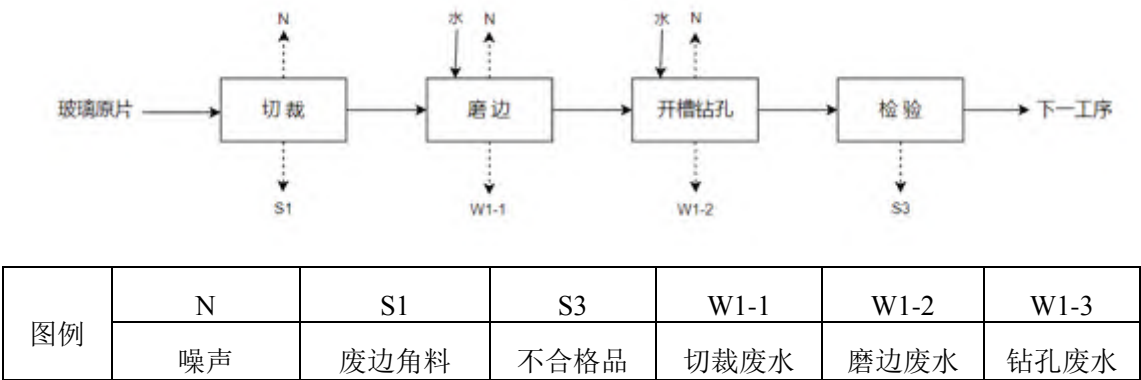 N 水 N 水 N
玻璃原片 切裁 磨边 开槽钻孔 检验 下一工序
S1 W1-1 W1-2 S3
图例 N S1 S3 W1-1 W1-2 W1-3
噪声 废边角料 不合格品 切裁废水 磨边废水 钻孔废水